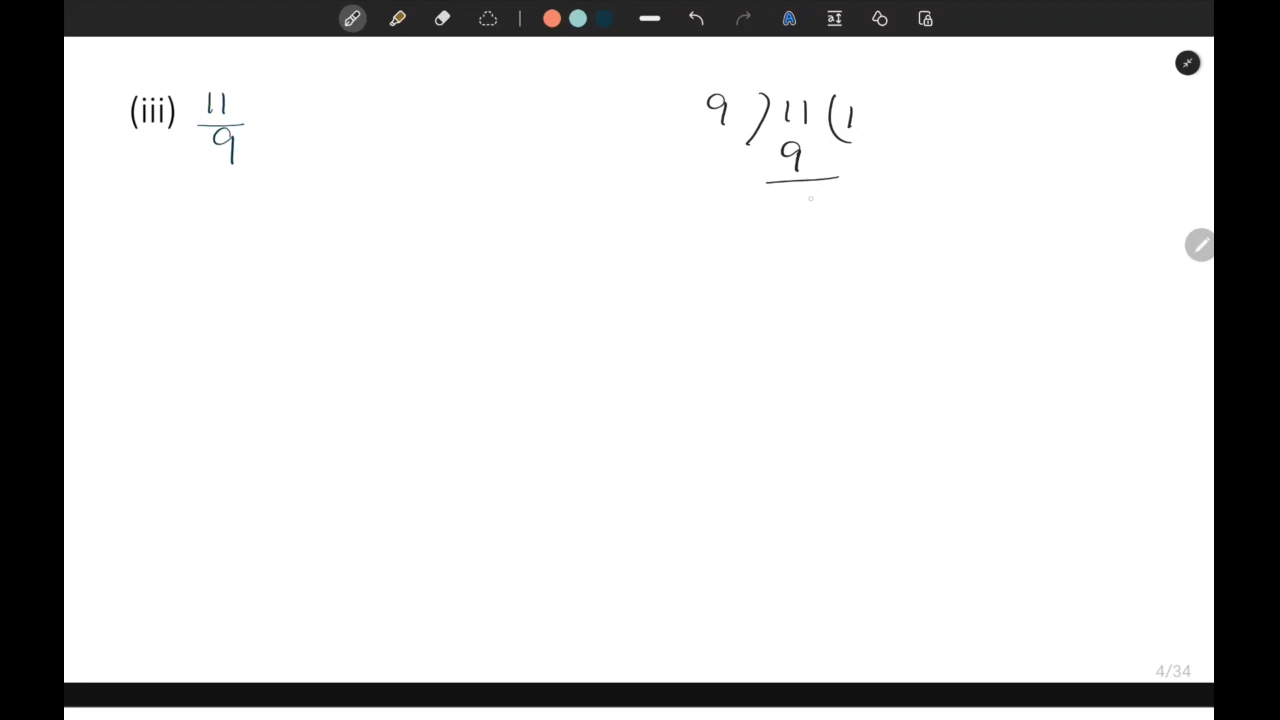 (iii) 11/9
9 ) 11 ( 1
9
4/34